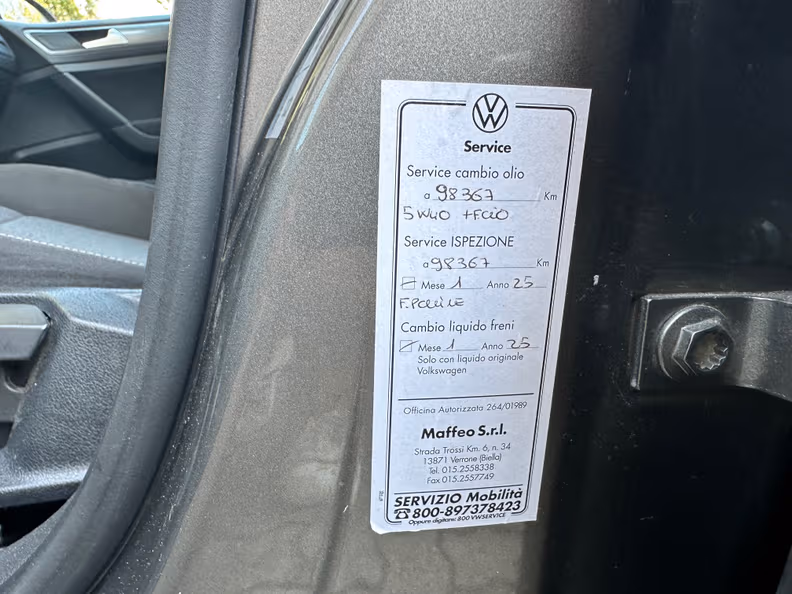 Service
Service cambio olio
a 98367 Km
5W40 + FOLIO
Service ISPEZIONE
a 98367 Km
Mese 1 Anno 25
Cambio liquido freni
Mese 1 Anno 25
Solo con liquido originale
Volkswagen
Officina Autorizzata 264/01989
Maffeo S.r.l.
Strada Trossi Km. 6, n. 34
13871 Verrone (Biella)
Tel. 015.2558338
Fax 015.2557749
SERVIZIO Mobilità
☎800-897378423
Oppure digitare: 800 VWSERVICE